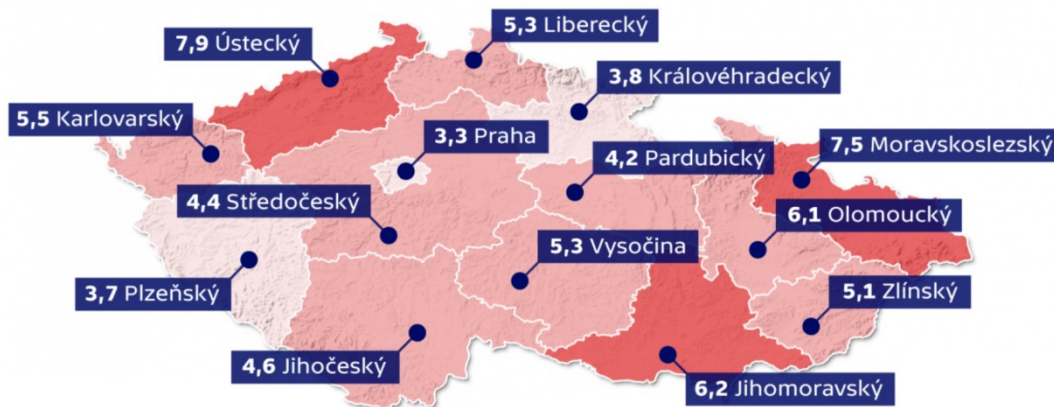 5,3 Liberecký
7,9 Ústecký
3,8 Královéhradecký
5,5 Karlovarský
3,3 Praha
7,5 Moravskoslezský
4,2 Pardubický
4,4 Středočeský
6,1 Olomoucký
5,3 Vysočina
3,7 Plzeňský
5,1 Zlínský
4,6 Jihočeský
6,2 Jihomoravský